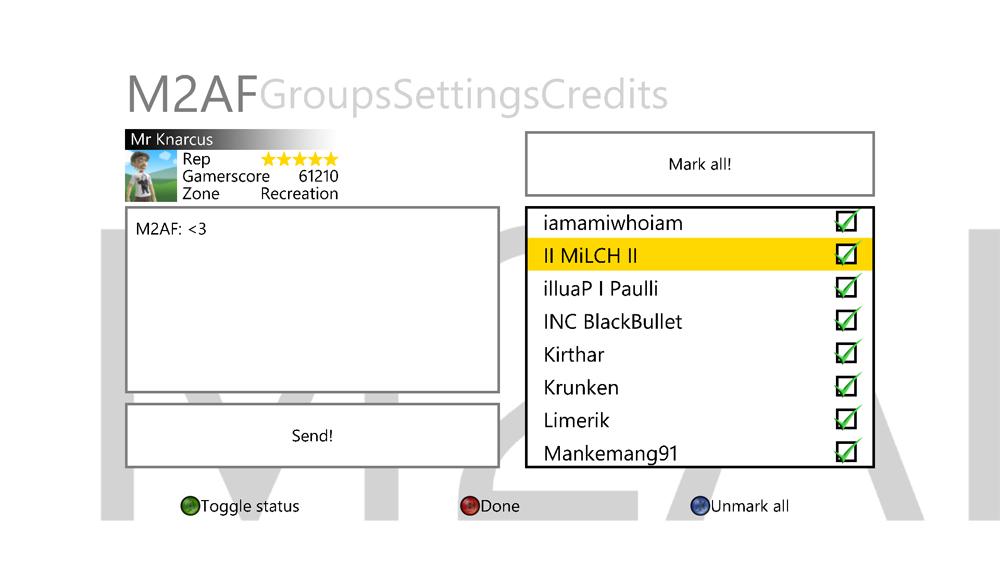 M2AF Groups Settings Credits
Mr Knarcus
Rep
Gamerscore 61210
Zone Recreation
M2AF: <3
Send!
Mark all!
iamamiwhoiam
II MiLCH II
illuaP I Paulli
INC BlackBullet
Kirthar
Krunken
Limerik
Mankemang91
Toggle status
Done
Unmark all